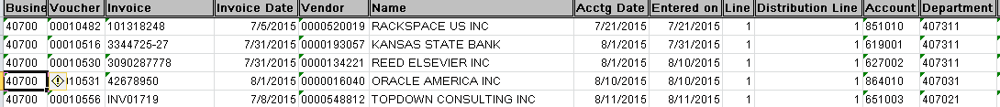 Busine Voucher Invoice Invoice Date Vendor Name Acctg Date Entered on Line Distribution Line Account Department
40700 00010482 101318248 7/5/2015 0000520019 RACKSPACE US INC 7/21/2015 7/21/2015 1 1 851010 407311
40700 00010516 3344725-27 7/31/2015 0000193057 KANSAS STATE BANK 8/1/2015 7/31/2015 1 1 619001 407311
40700 00010530 3090287778 7/31/2015 0000134221 REED ELSEVIER INC 8/1/2015 8/10/2015 1 1 627002 407311
40700 010531 42678950 8/1/2015 0000016040 ORACLE AMERICA INC 8/10/2015 8/10/2015 1 1 864010 407031
40700 00010556 INV01719 7/8/2015 0000548812 TOPDOWN CONSULTING INC 8/11/2015 8/11/2015 1 1 651003 407021